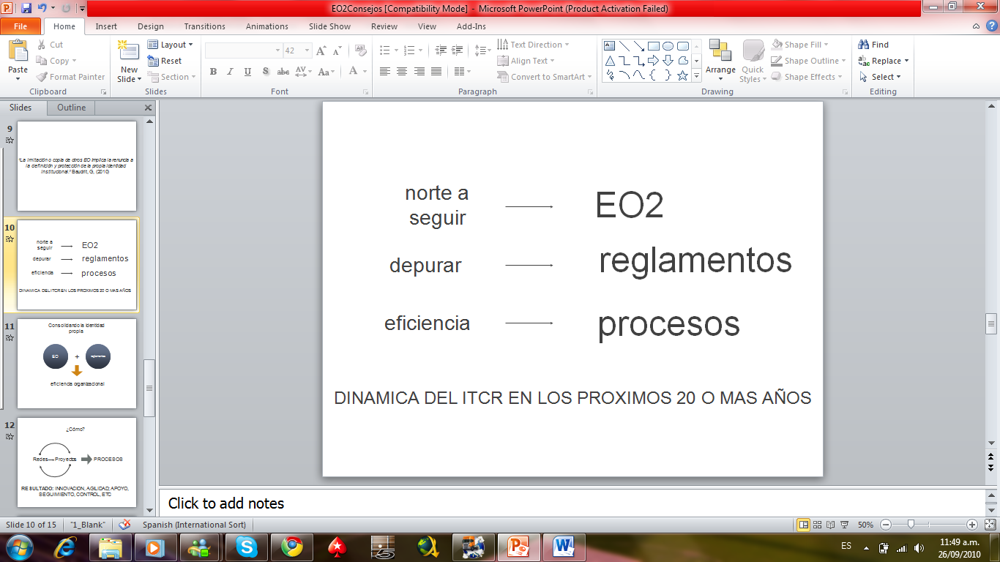 EO2Consejos [Compatibility Mode] - Microsoft PowerPoint (Product Activation Failed)
File Home Insert Design Transitions Animations Slide Show Review View Add-Ins
Paste
Cut
Copy
Format Painter
Clipboard
New Slide
Layout
Reset
Section
Slides
42
B I U S abc AV Aa A
Font
Text Direction
Align Text
Convert to SmartArt
Paragraph
Arrange
Quick Styles
Shape Fill
Shape Outline
Shape Effects
Drawing
Find
Replace
Select
Editing
Slides Outline
9
"La imitación o copia de otros EO implica la renuncia a
la definición y protección de la propia identidad
institucional." Baudrit, G, (2010)
10
norte a
seguir
EO2
depurar reglamentos
eficiencia procesos
DINAMICA DEL ITCR EN LOS PROXIMOS 20 O MAS AÑOS
11
Consolidando la identidad
propia
EO + reglamentos
eficiencia organizacional
12
¿Cómo?
Redes Proyectos PROCESOS
RESULTADO: INNOVACION, AGILIDAD, APOYO,
SEGUIMIENTO, CONTROL, ETC
norte a
seguir
EO2
depurar reglamentos
eficiencia procesos
DINAMICA DEL ITCR EN LOS PROXIMOS 20 O MAS AÑOS
Click to add notes
Slide 10 of 15 "1_Blank" Spanish (International Sort) 50%
ES 11:49 a.m.
26/09/2010